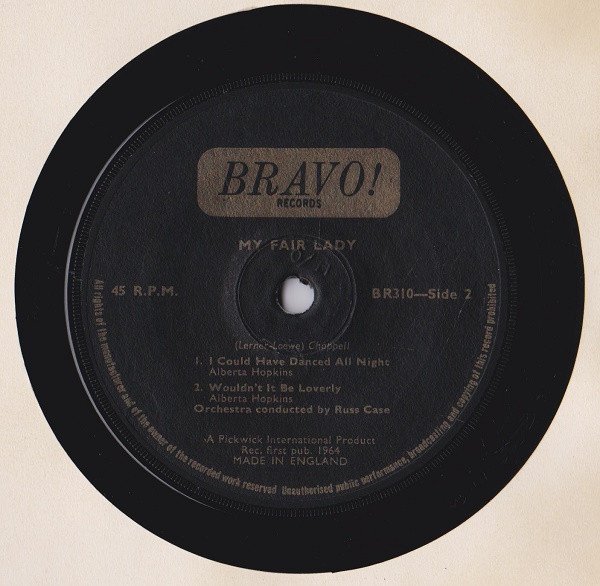 BRAVO!
RECORDS
MY FAIR LADY
45 R.P.M.
BR310—Side 2
(Lerner-Loewe) Chappell
1. I Could Have Danced All Night
Alberta Hopkins
2. Wouldn't It Be Loverly
Alberta Hopkins
Orchestra conducted by Russ Case
A Pickwick International Product
Rec. first pub. 1964
MADE IN ENGLAND
All rights of the manufacturer and of the owner of the recorded work reserved Unauthorised public performance, broadcasting and copying of this record prohibited